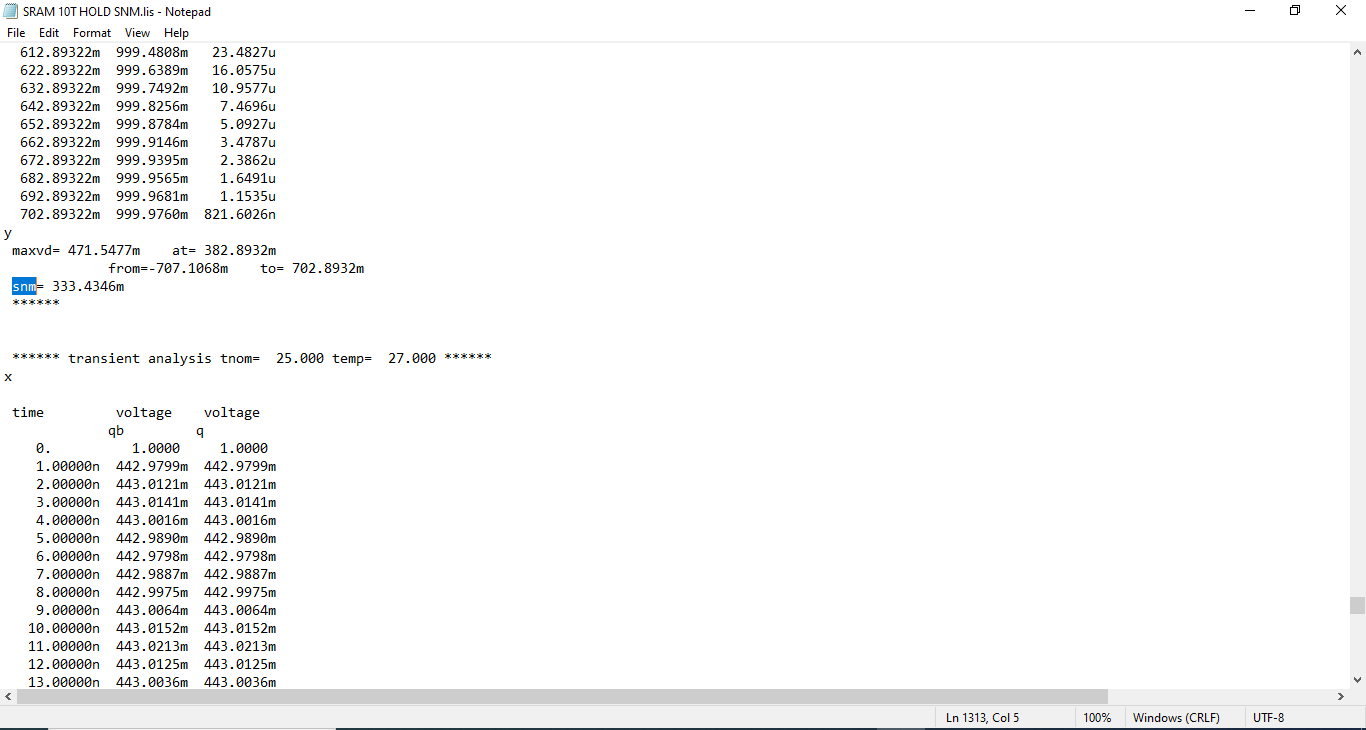 SRAM 10T HOLD SNM.lis - Notepad
File Edit Format View Help
612.89322m 999.4808m 23.4827u
622.89322m 999.6389m 16.0575u
632.89322m 999.7492m 10.9577u
642.89322m 999.8256m 7.4696u
652.89322m 999.8784m 5.0927u
662.89322m 999.9146m 3.4787u
672.89322m 999.9395m 2.3862u
682.89322m 999.9565m 1.6491u
692.89322m 999.9681m 1.1535u
702.89322m 999.9760m 821.6026n
y
maxvd= 471.5477m at= 382.8932m
from=-707.1068m to= 702.8932m
snm= 333.4346m
******
****** transient analysis tnom= 25.000 temp= 27.000 ******
x
time voltage voltage
qb q
0. 1.0000 1.0000
1.00000n 442.9799m 442.9799m
2.00000n 443.0121m 443.0121m
3.00000n 443.0141m 443.0141m
4.00000n 443.0016m 443.0016m
5.00000n 442.9890m 442.9890m
6.00000n 442.9798m 442.9798m
7.00000n 442.9887m 442.9887m
8.00000n 442.9975m 442.9975m
9.00000n 443.0064m 443.0064m
10.00000n 443.0152m 443.0152m
11.00000n 443.0213m 443.0213m
12.00000n 443.0125m 443.0125m
13.00000n 443.0036m 443.0036m
Ln 1313, Col 5 100% Windows (CRLF) UTF-8